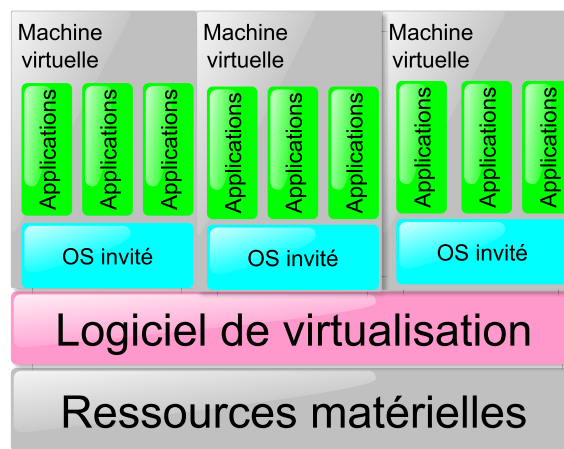 Machine
virtuelle
Machine
virtuelle
Machine
virtuelle
Applications
Applications
Applications
Applications
Applications
Applications
Applications
Applications
Applications
OS invité
OS invité
OS invité
Logiciel de virtualisation
Ressources matérielles